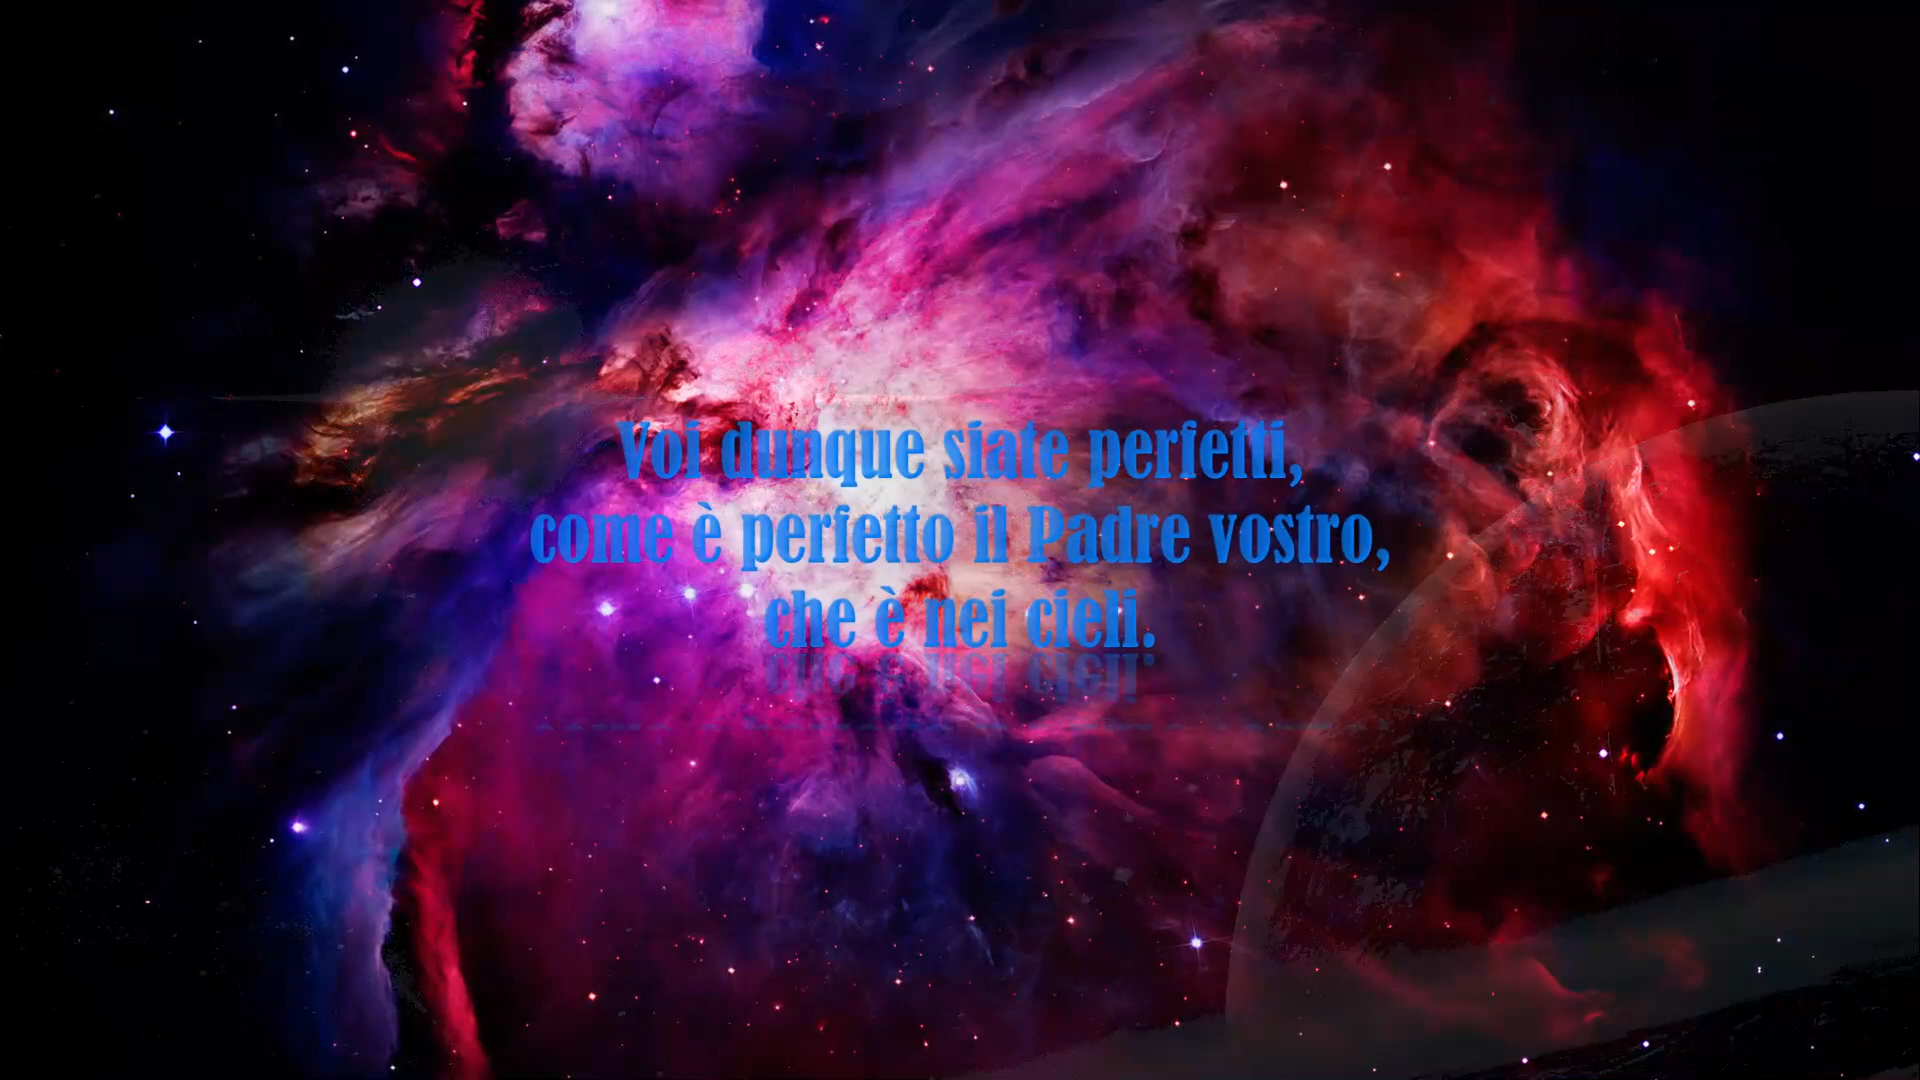 Voi dunque siate perfetti,
come è perfetto il Padre vostro,
che è nei cieli.